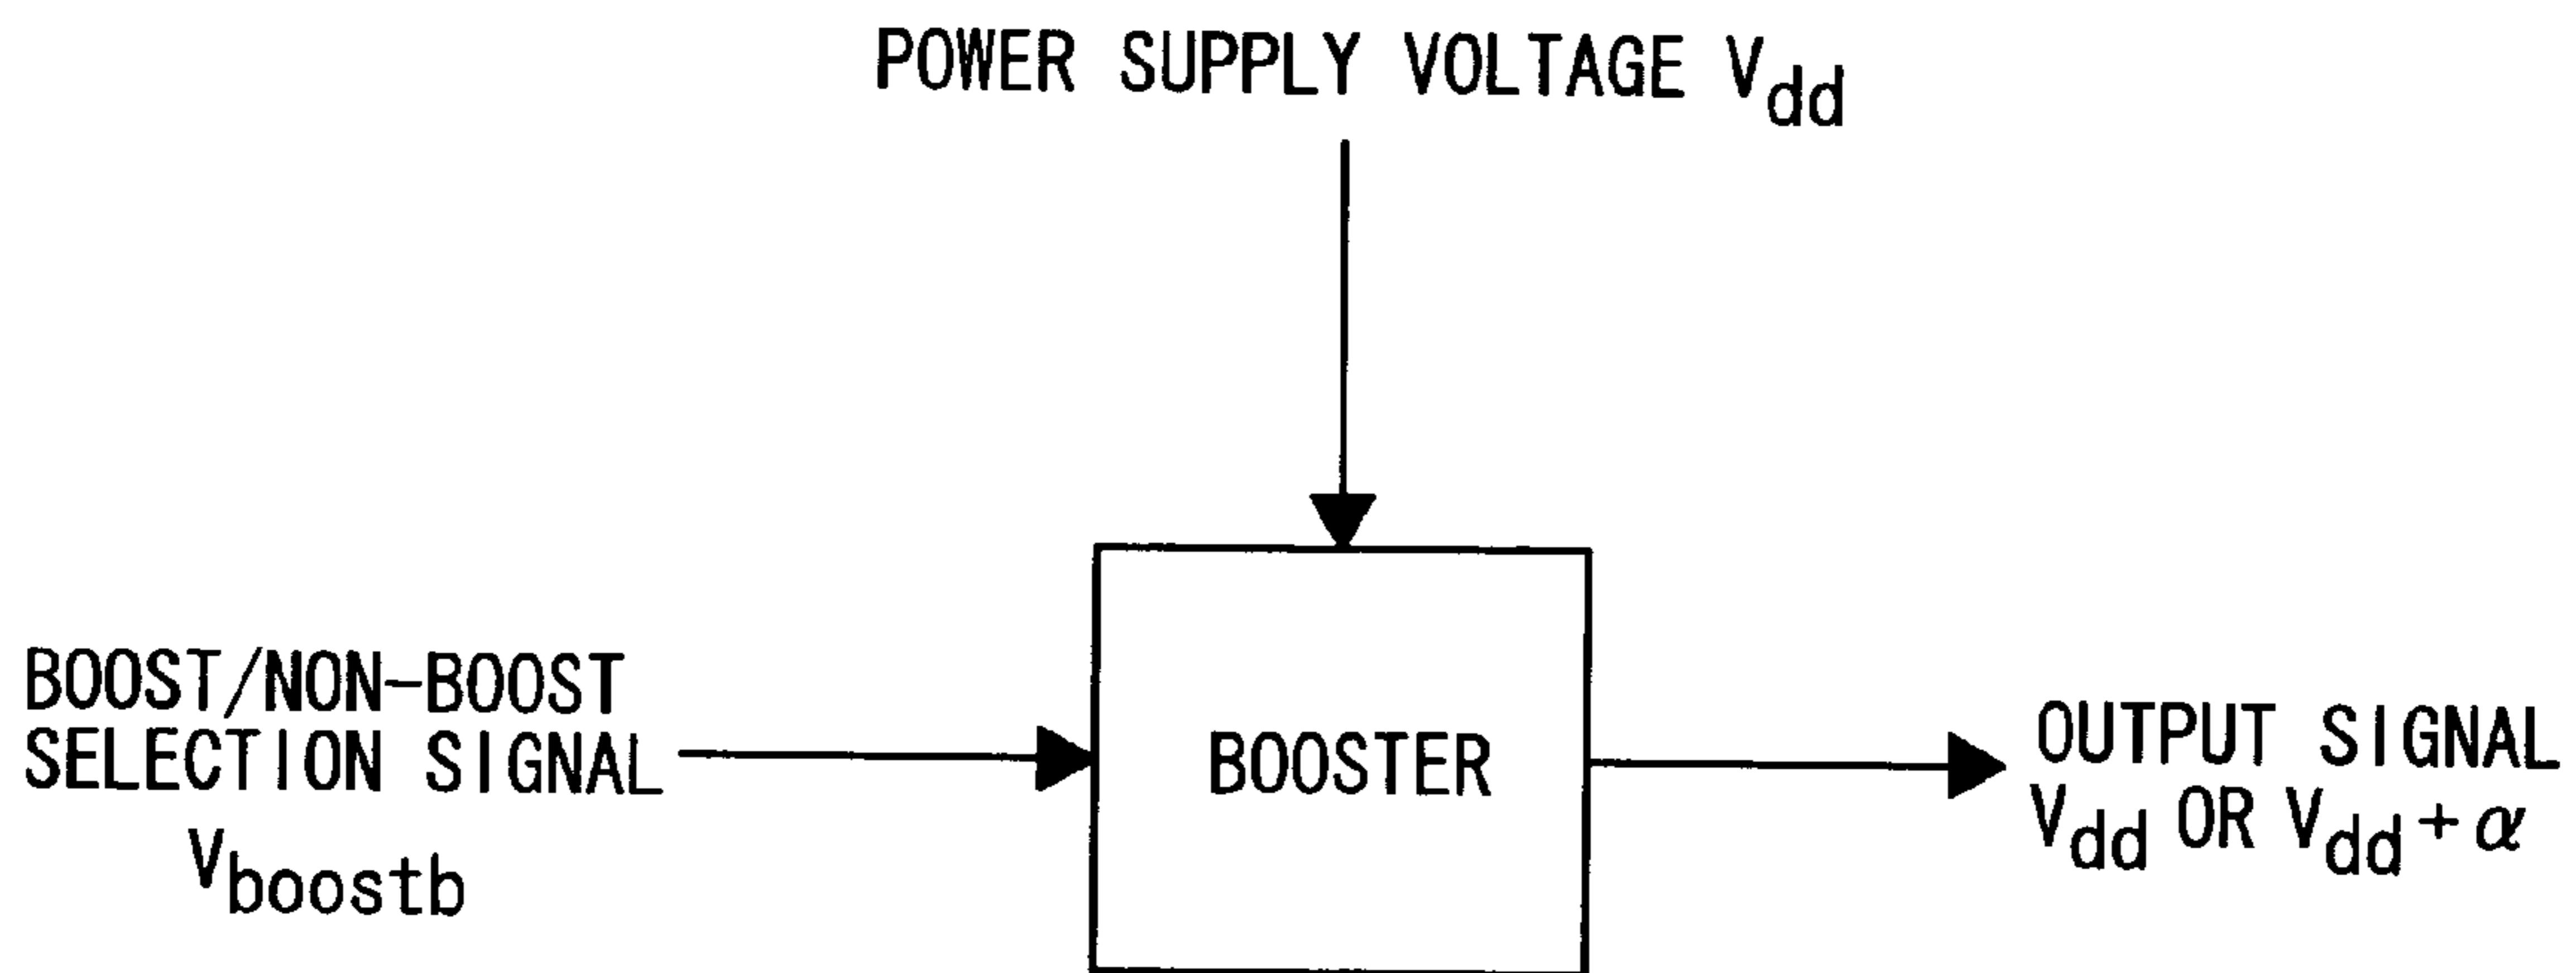 POWER SUPPLY VOLTAGE Vdd
BOOST/NON-BOOST
SELECTION SIGNAL
Vboostb
BOOSTER
OUTPUT SIGNAL
Vdd OR Vdd + α